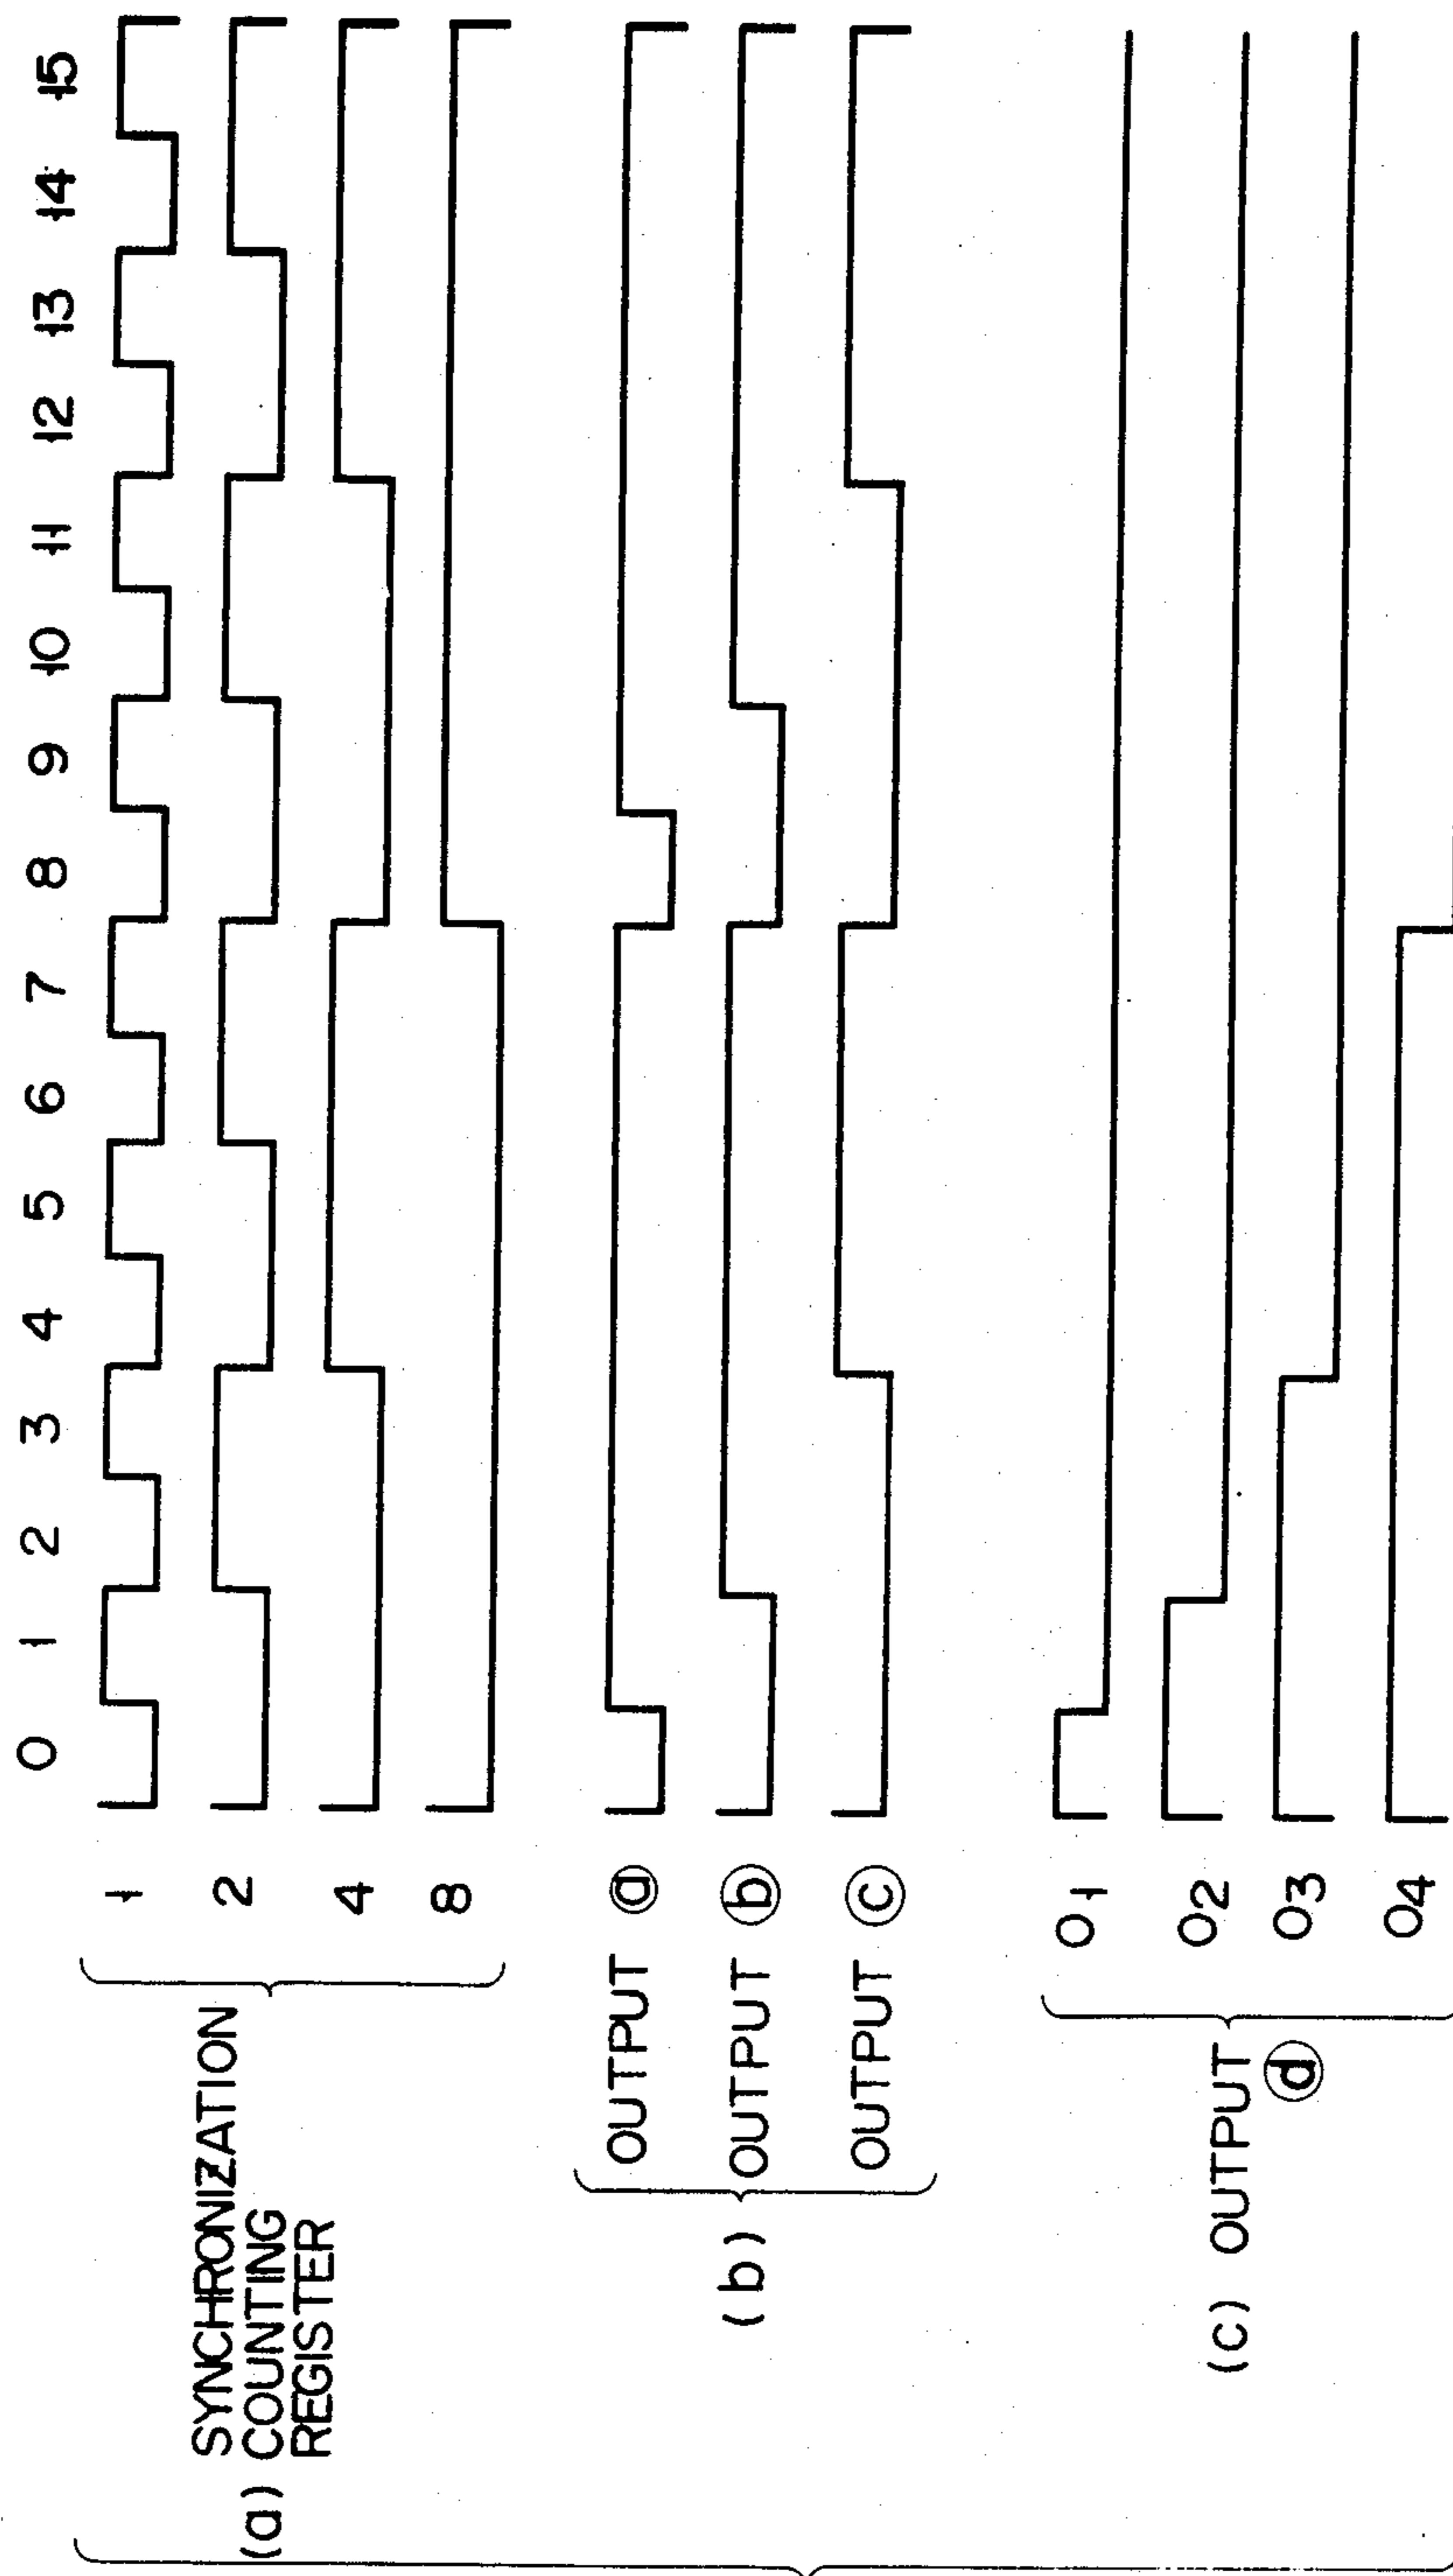 0 1 2 3 4 5 6 7 8 9 10 11 12 13 14 15
SYNCHRONIZATION
(a) COUNTING
REGISTER
1
2
4
8
(b)
OUTPUT ⓐ
OUTPUT ⓑ
OUTPUT ⓒ
(c) OUTPUT
ⓓ
O1
O2
O3
O4